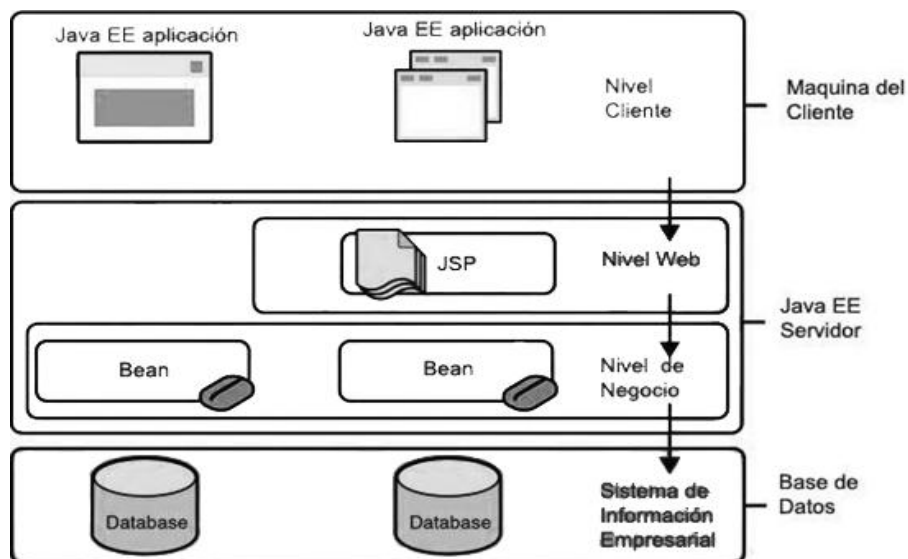 Java EE aplicación
Java EE aplicación
Nivel
Cliente
Maquina del
Cliente
JSP
Nivel Web
Java EE
Servidor
Bean
Bean
Nivel de
Negocio
Database
Database
Sistema de
Información
Empresarial
Base de
Datos